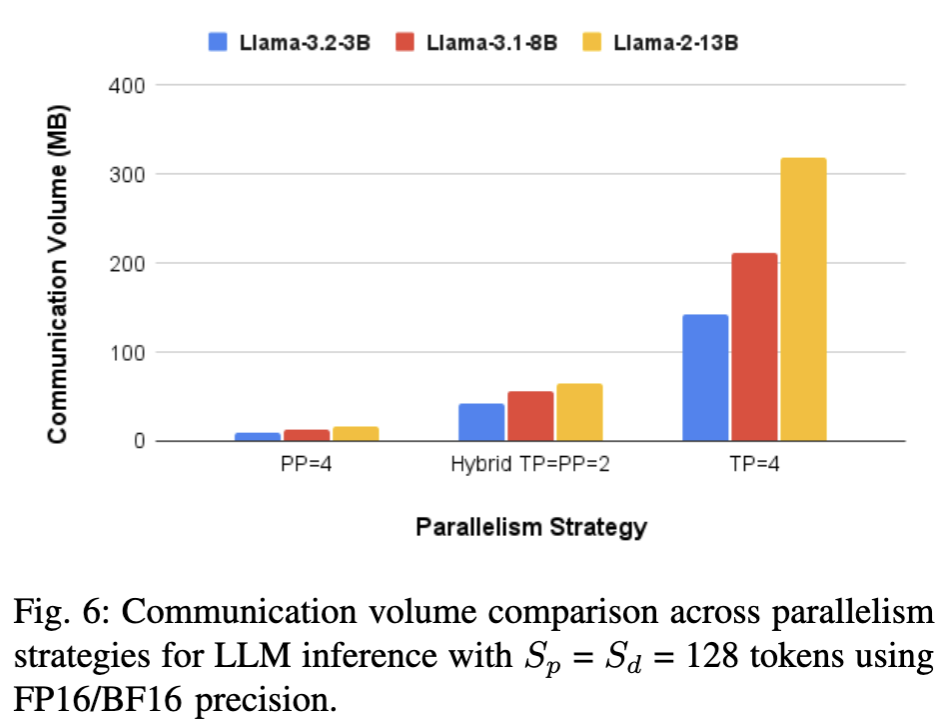 Llama-3.2-3B Llama-3.1-8B Llama-2-13B
Communication Volume (MB)
400
300
200
100
0
PP=4 Hybrid TP=PP=2 TP=4
Parallelism Strategy
Fig. 6: Communication volume comparison across parallelism
strategies for LLM inference with Sₚ = S_d = 128 tokens using
FP16/BF16 precision.